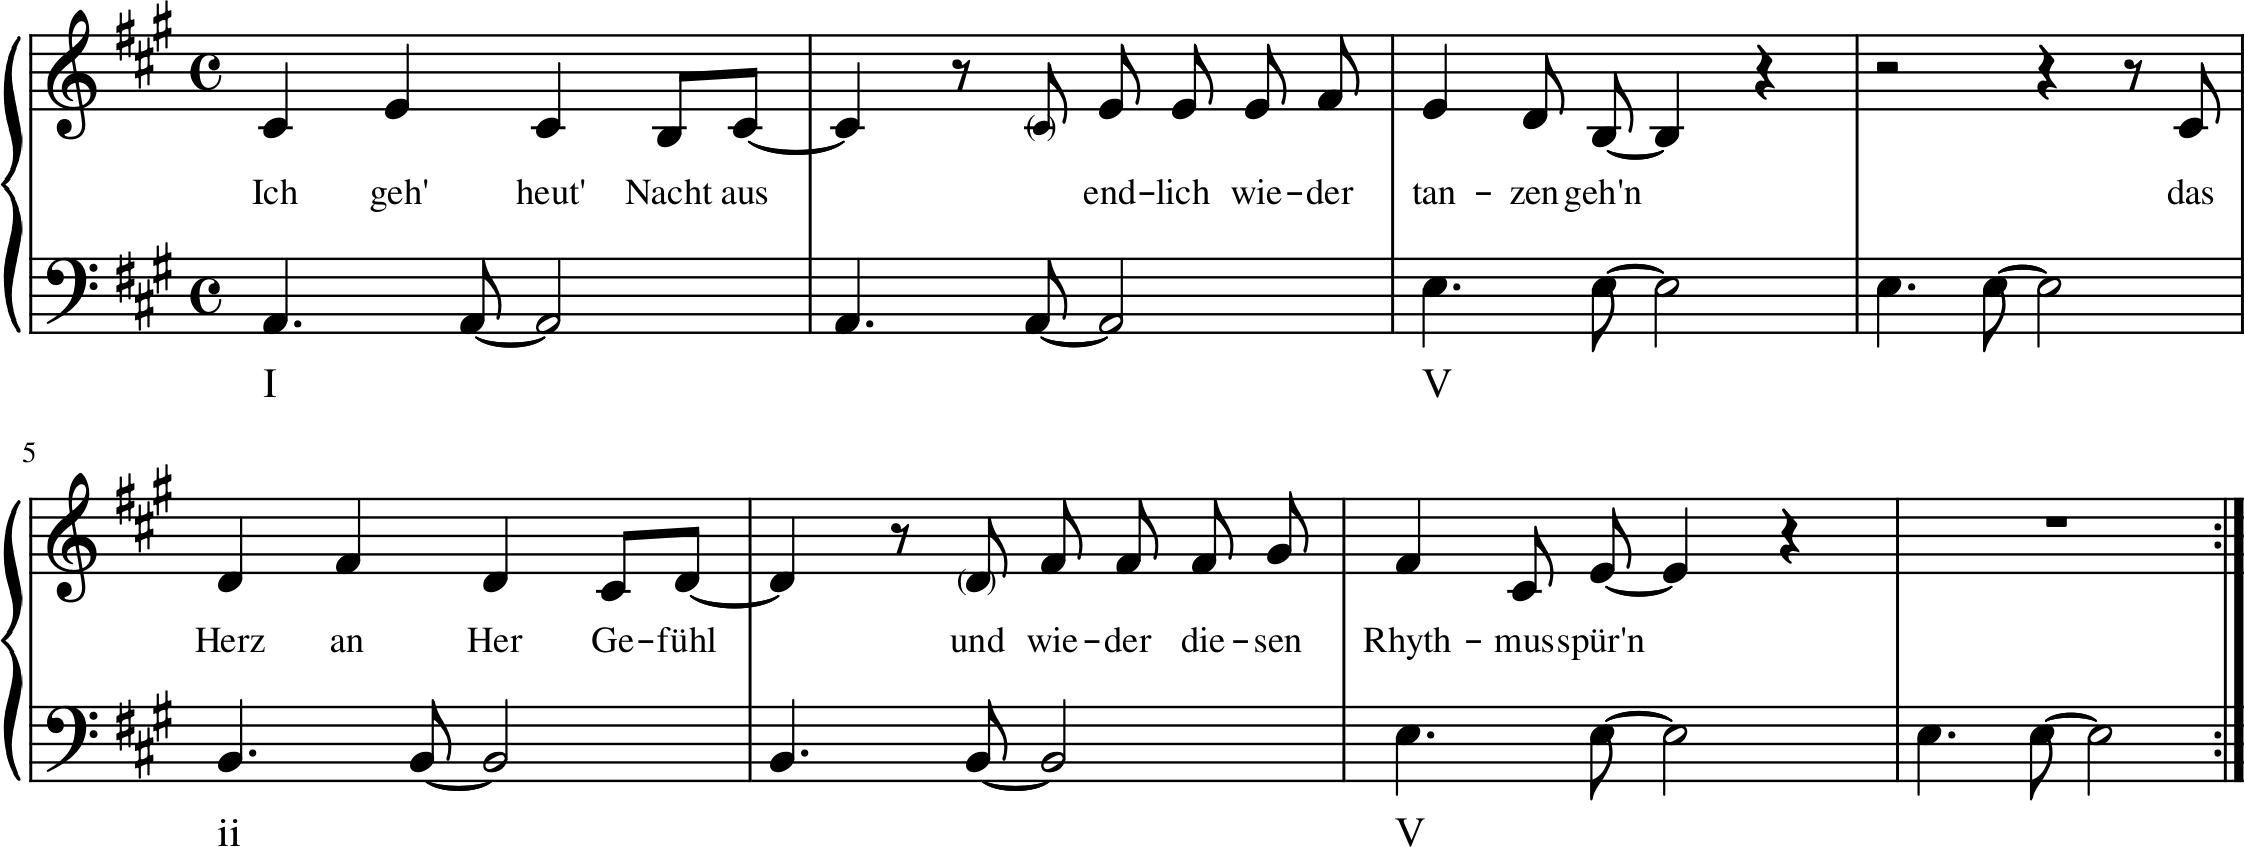 Ich geh' heut' Nacht aus end–lich wie–der tan – zen geh'n das
I V
5
Herz an Her Ge–fühl und wie–der die–sen Rhyth – mus spür'n
ii V